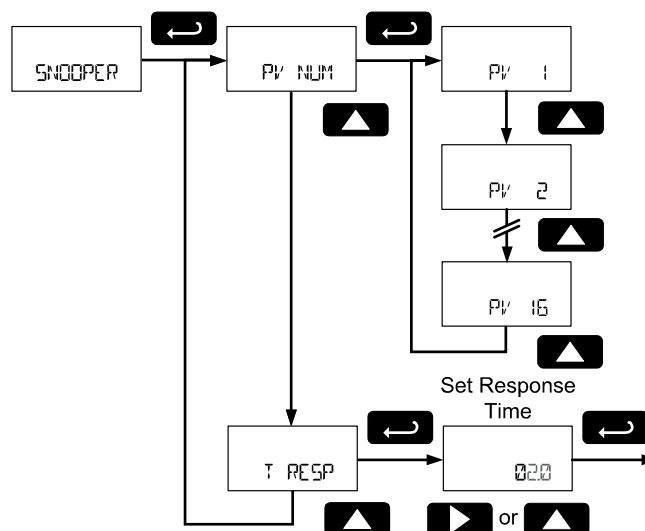 SNOOPER
PV NUM
PV 1
PV 2
PV 16
Set Response
Time
T RESP
02.0
or